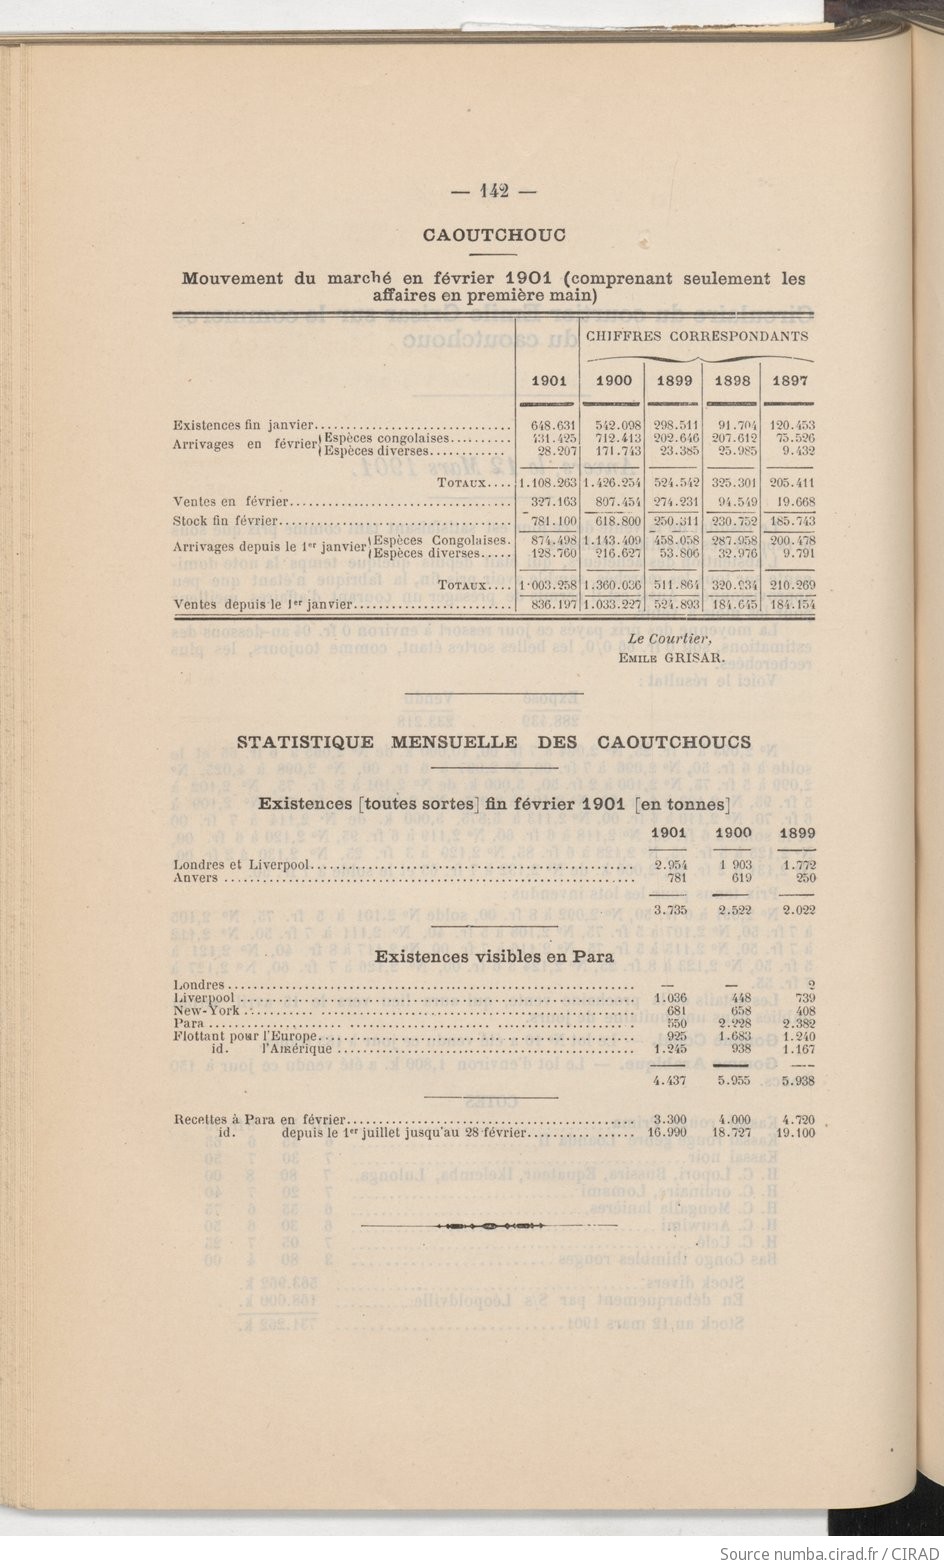 — 142 —
CAOUTCHOUC
Mouvement du marché en février 1901 (comprenant seulement les
affaires en première main)
CHIFFRES CORRESPONDANTS
1901 1900 1899 1898 1897
Existences fin janvier 648.631 542.098 298.511 91.704 120.453
Arrivages en février { Espèces congolaises 431.425 712.413 202.646 207.612 75.526
Espèces diverses 28.207 171.743 23.385 25.985 9.432
TOTAUX 1.108.263 1.426.254 524.542 325.301 205.411
Ventes en février 327.163 807.454 274.231 94.549 19.668
Stock fin février 781.100 618.800 250.311 230.752 185.743
Arrivages depuis le 1er janvier { Espèces Congolaises. 874.498 1.143.409 458.058 287.958 200.478
Espèces diverses 128.760 216.627 53.806 32.976 9.791
TOTAUX 1.003.258 1.360.036 511.864 320.934 210.269
Ventes depuis le 1er janvier 836.197 1.033.227 524.893 184.645 184.154
Le Courtier,
EMILE GRISAR.
STATISTIQUE MENSUELLE DES CAOUTCHOUCS
Existences [toutes sortes] fin février 1901 [en tonnes]
1901 1900 1899
Londres et Liverpool 2.954 1 903 1.772
Anvers 781 619 250
3.735 2.522 2.022
Existences visibles en Para
Londres — — 2
Liverpool 1.036 448 739
New-York 681 658 408
Para 550 2.228 2.382
Flottant pour l'Europe 925 1.683 1.240
id. l'Amérique 1.245 938 1.167
4.437 5.955 5.938
Recettes à Para en février 3.300 4.000 4.720
id. depuis le 1er juillet jusqu'au 28 février 16.990 18.727 19.100
Source numba.cirad.fr / CIRAD